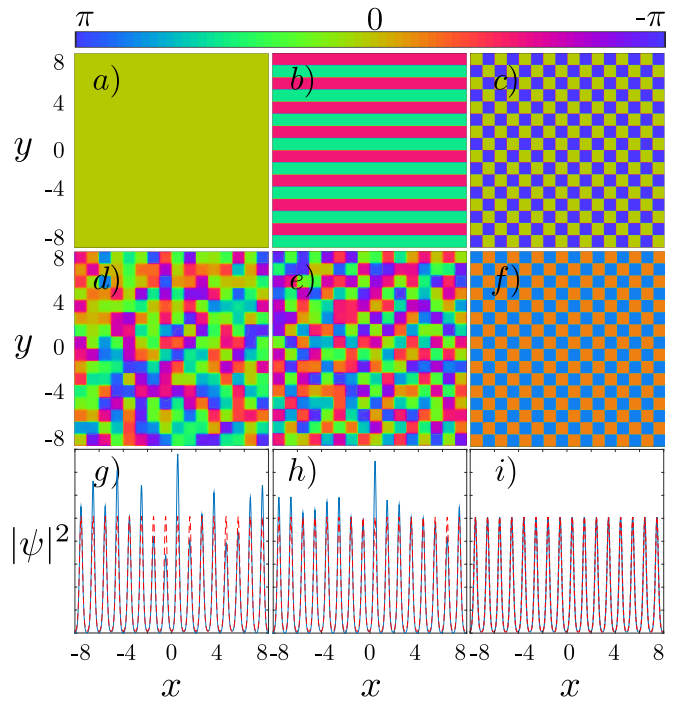 π 0 -π
8 a) b) c)
4
y 0
-4
-8
8 d) e) f)
4
y 0
-4
-8
g) h) i)
|ψ|²
-8 -4 0 4 8 -8 -4 0 4 8 -8 -4 0 4 8
x x x